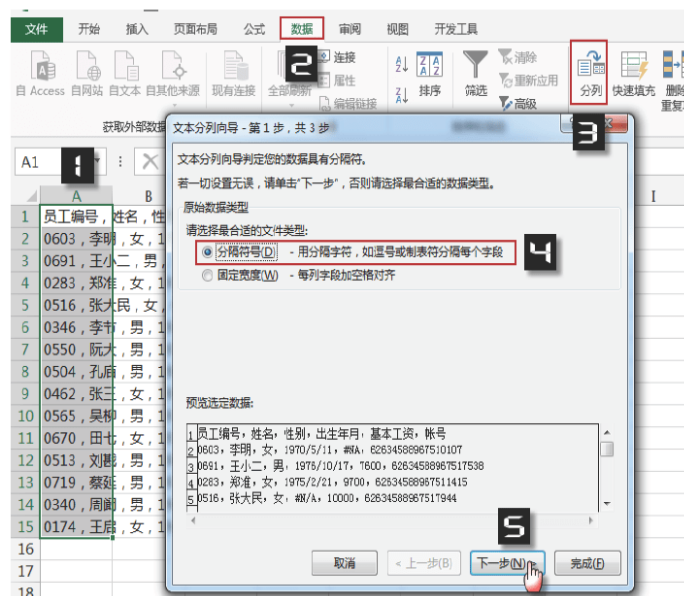 文件 开始 插入 页面布局 公式 数据 审阅 视图 开发工具
2
自 Access 自网站 自文本 自其他来源 现有连接 全部刷新 连接 属性 编辑链接 排序 筛选 清除 重新应用 高级 分列 快速填充 删除
重复
获取外部数据
文本分列向导 - 第 1 步，共 3 步
3
A1
1
文本分列向导判定您的数据具有分隔符。
若一切设置无误，请单击“下一步”，否则请选择最合适的数据类型。
A B I
原始数据类型
请选择最合适的文件类型:
分隔符号(D) - 用分隔字符，如逗号或制表符分隔每个字段
4
固定宽度(W) - 每列字段加空格对齐
1 员工编号，姓名，性
2 0603，李明，女，1
3 0691，王小二，男，
4 0283，郑准，女，1
5 0516，张大民，女，
6 0346，李节，男，1
7 0550，阮大，男，1
8 0504，孔庙，男，1
9 0462，张三，女，1
10 0565，吴柳，男，1
11 0670，田七，女，1
12 0513，刘戡，男，1
13 0719，蔡延，男，1
14 0340，周阚，男，1
15 0174，王启，女，1
16
17
18
预览选定数据:
1 员工编号，姓名，性别，出生年月，基本工资，帐号
2 0603，李明，女，1970/5/11，#NA，62634588967510107
3 0691，王小二，男，1975/10/17，7600，62634588967517538
4 0283，郑准，女，1975/2/21，9700，62634588967511415
5 0516，张大民，女，#N/A，10000，62634588967517944
5
取消 < 上一步(B) 下一步(N) > 完成(F)